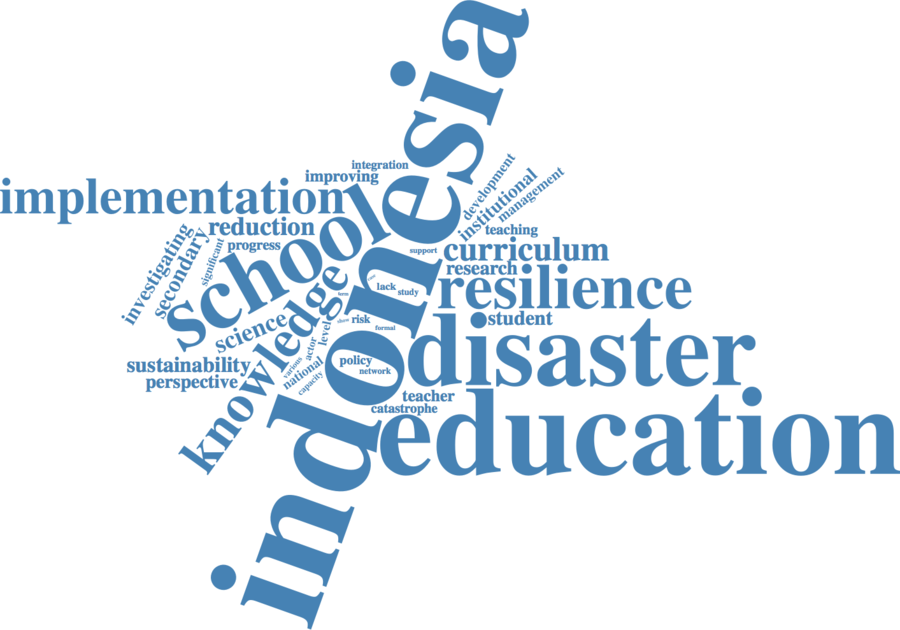 indonesia
integration
improving
implementation
school
development
institutional
management
reduction
teaching
progress
investigating
secondary
significant
support
curriculum
research
lack
study
resilience
knowledge
term
science
risk
formal
student
level
actor
disaster
sustainability
perspective
various
national
capacity
policy
network
teacher
catastrophe
education